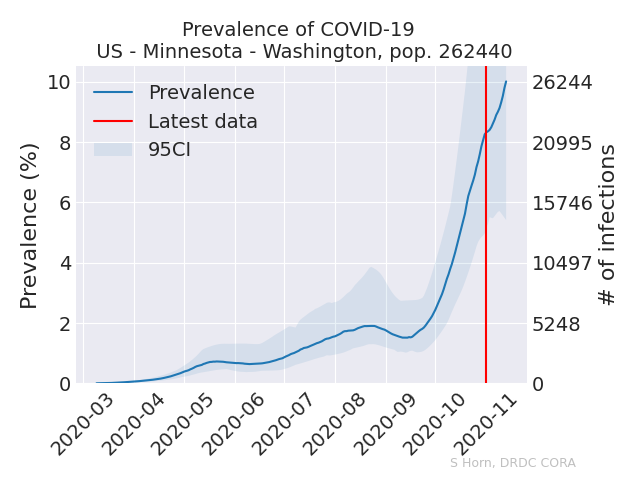 Prevalence of COVID-19
US - Minnesota - Washington, pop. 262440
Prevalence
Latest data
95CI
Prevalence (%)
10
8
6
4
2
0
26244
20995
15746
10497
5248
0
# of infections
2020-03
2020-04
2020-05
2020-06
2020-07
2020-08
2020-09
2020-10
2020-11
S Horn, DRDC CORA